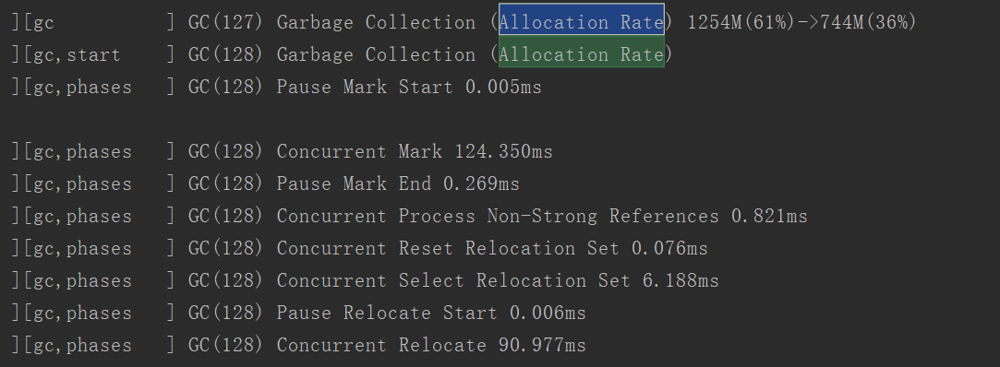 ][gc          ] GC(127) Garbage Collection (Allocation Rate) 1254M(61%)->744M(36%)
][gc,start    ] GC(128) Garbage Collection (Allocation Rate)
][gc,phases   ] GC(128) Pause Mark Start 0.005ms
][gc,phases   ] GC(128) Concurrent Mark 124.350ms
][gc,phases   ] GC(128) Pause Mark End 0.269ms
][gc,phases   ] GC(128) Concurrent Process Non-Strong References 0.821ms
][gc,phases   ] GC(128) Concurrent Reset Relocation Set 0.076ms
][gc,phases   ] GC(128) Concurrent Select Relocation Set 6.188ms
][gc,phases   ] GC(128) Pause Relocate Start 0.006ms
][gc,phases   ] GC(128) Concurrent Relocate 90.977ms